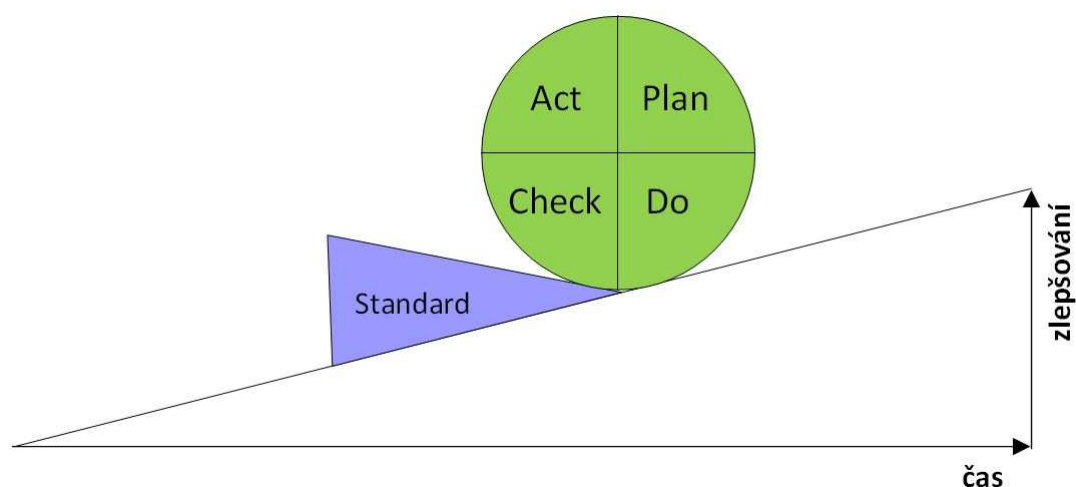 Act
Plan
Check
Do
Standard
zlepšování
čas